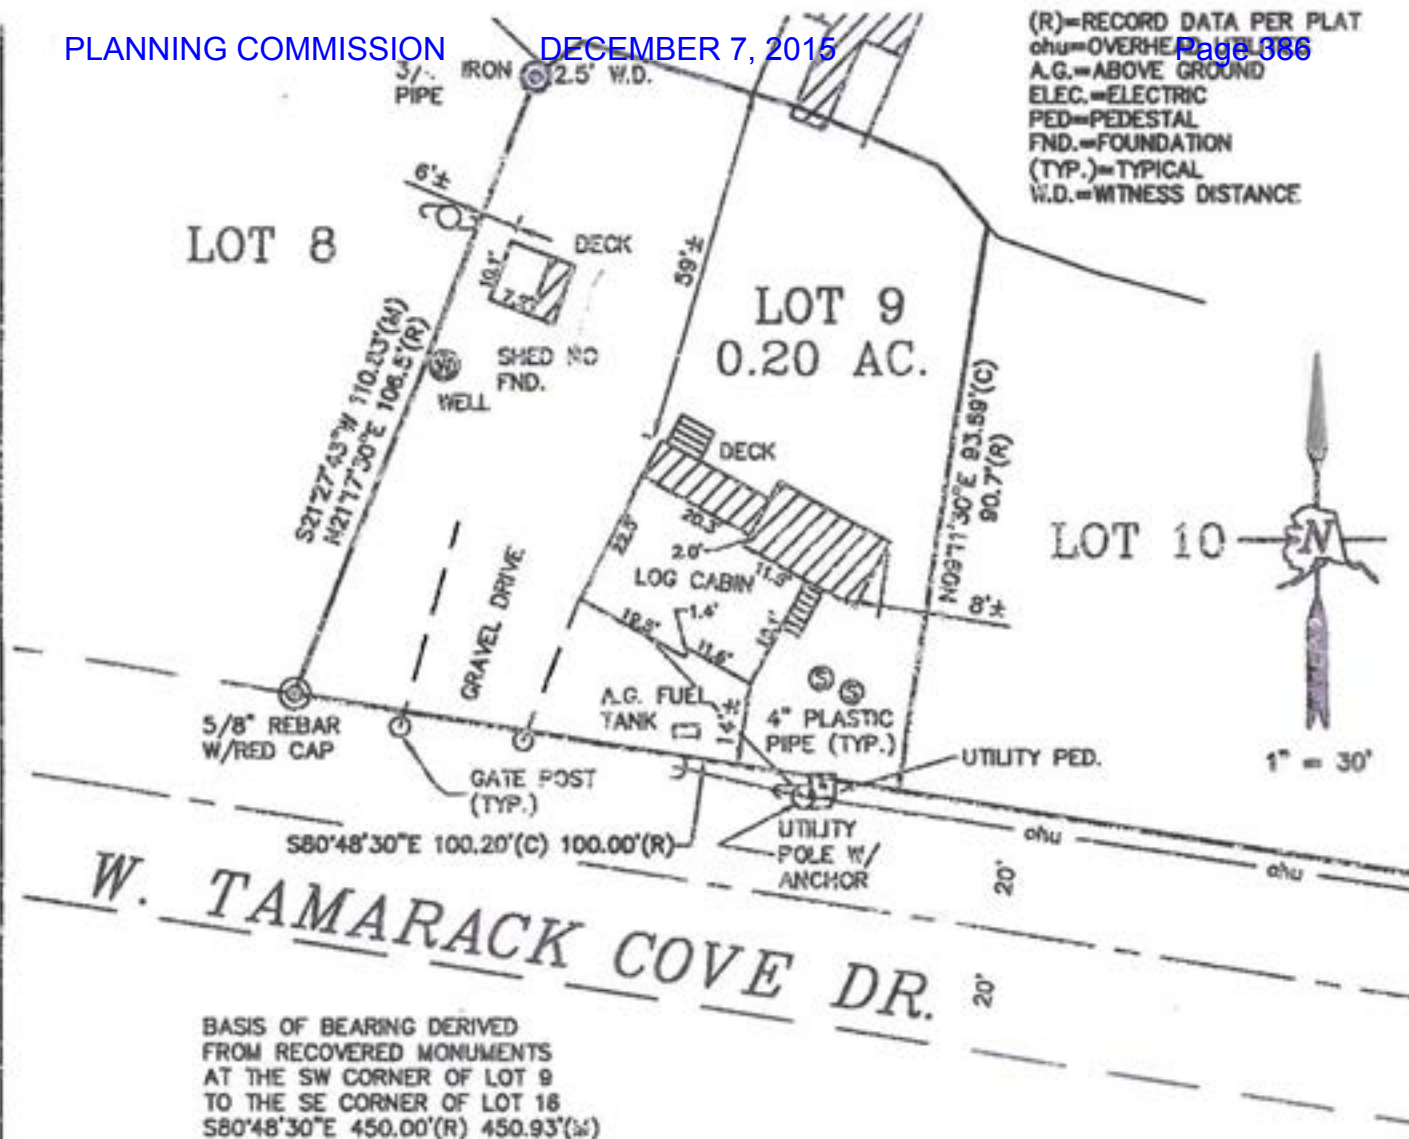 PLANNING COMMISSION DECEMBER 7, 2015 Page 386
(R)=RECORD DATA PER PLAT
ohu=OVERHEAD
A.G.=ABOVE GROUND
ELEC.=ELECTRIC
PED=PEDESTAL
FND.=FOUNDATION
(TYP.)=TYPICAL
W.D.=WITNESS DISTANCE
IRON
PIPE
2.5' W.D.
6'±
LOT 8
DECK
10.1'
SHED NO
FND.
WELL
59'±
LOT 9
0.20 AC.
S21°27'43"W 110.83'(M)
N21°17'30"E 106.5'(R)
N09°11'30"E 93.59'(C)
90.7'(R)
DECK
20.3'
22.5'
2.0'
11.5'
LOG CABIN
1.4'
11.6'
8'±
LOT 10
N
1" = 30'
GRAVEL DRIVE
A.G. FUEL
TANK
14'±
S S
4" PLASTIC
PIPE (TYP.)
5/8" REBAR
W/RED CAP
GATE POST
(TYP.)
UTILITY PED.
S80°48'30"E 100.20'(C) 100.00'(R)
UTILITY
POLE W/
ANCHOR
ohu
ohu
20'
20'
W. TAMARACK COVE DR.
BASIS OF BEARING DERIVED
FROM RECOVERED MONUMENTS
AT THE SW CORNER OF LOT 9
TO THE SE CORNER OF LOT 16
S80°48'30"E 450.00'(R) 450.93'(M)